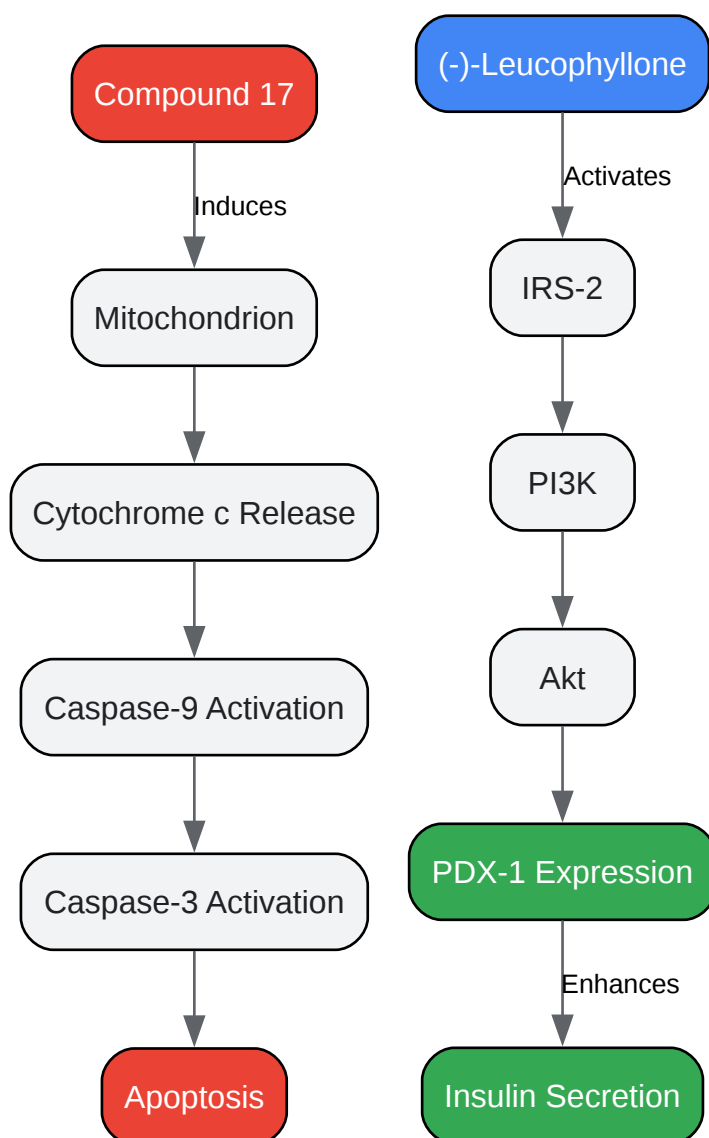 Compound 17
Induces
Mitochondrion
Cytochrome c Release
Caspase-9 Activation
Caspase-3 Activation
Apoptosis
(-)-Leucophyllone
Activates
IRS-2
PI3K
Akt
PDX-1 Expression
Enhances
Insulin Secretion